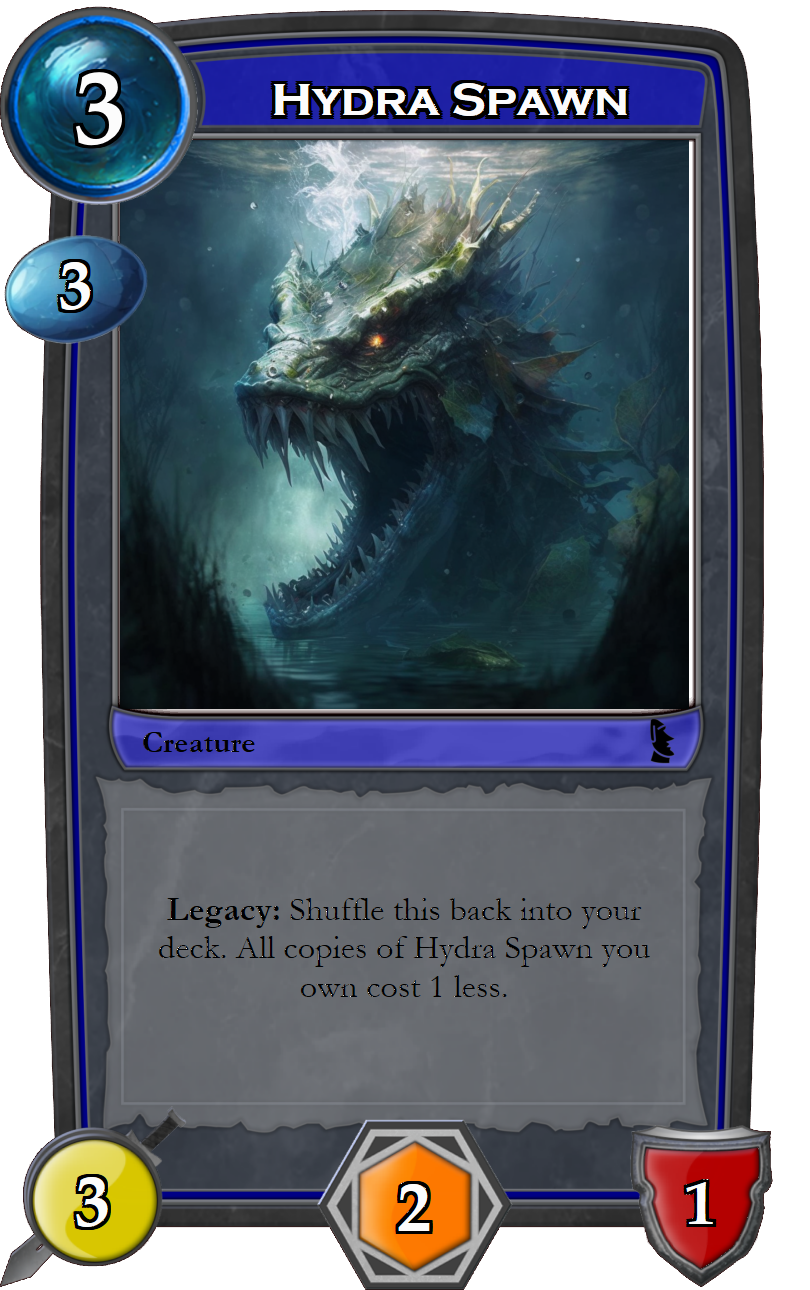 3
Hydra Spawn
3
Creature
Legacy: Shuffle this back into your
deck. All copies of Hydra Spawn you
own cost 1 less.
3
2
1